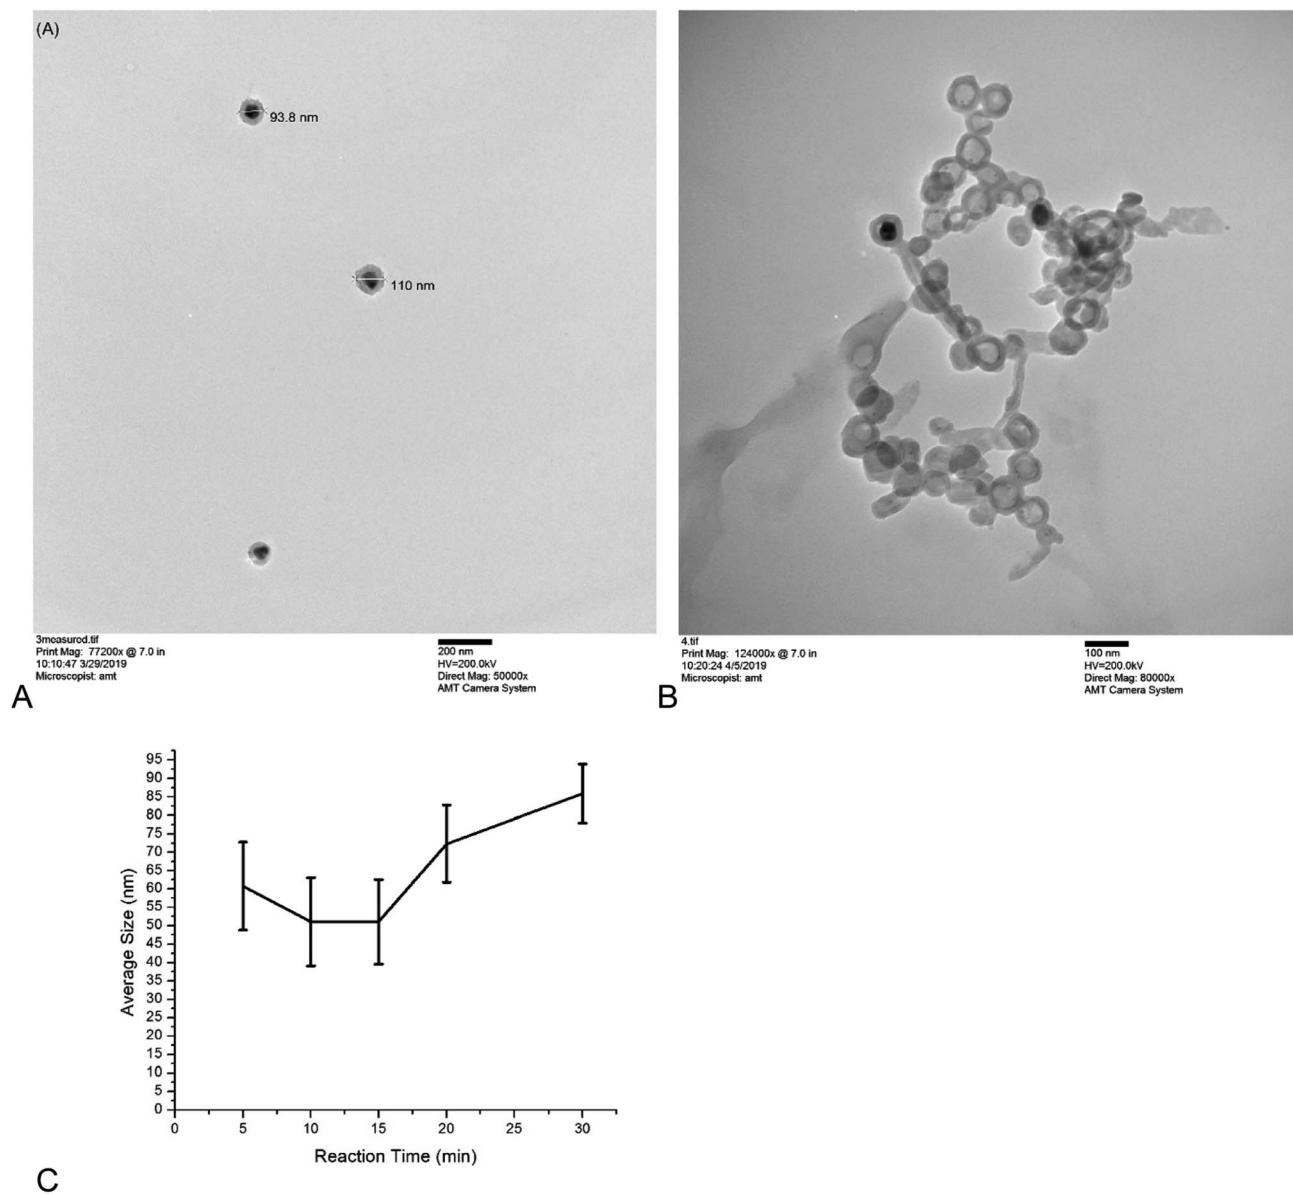 (A)
93.8 nm
110 nm
3measured.tif
Print Mag: 77200x @ 7.0 in
10:10:47 3/29/2019
Microscopist: amt
200 nm
HV=200.0kV
Direct Mag: 50000x
AMT Camera System
A
4.tif
Print Mag: 124000x @ 7.0 in
10:20:24 4/5/2019
Microscopist: amt
100 nm
HV=200.0kV
Direct Mag: 80000x
AMT Camera System
B
95
90
85
80
75
70
65
60
55
50
45
40
35
30
25
20
15
10
5
0
Average Size (nm)
0 5 10 15 20 25 30
Reaction Time (min)
C